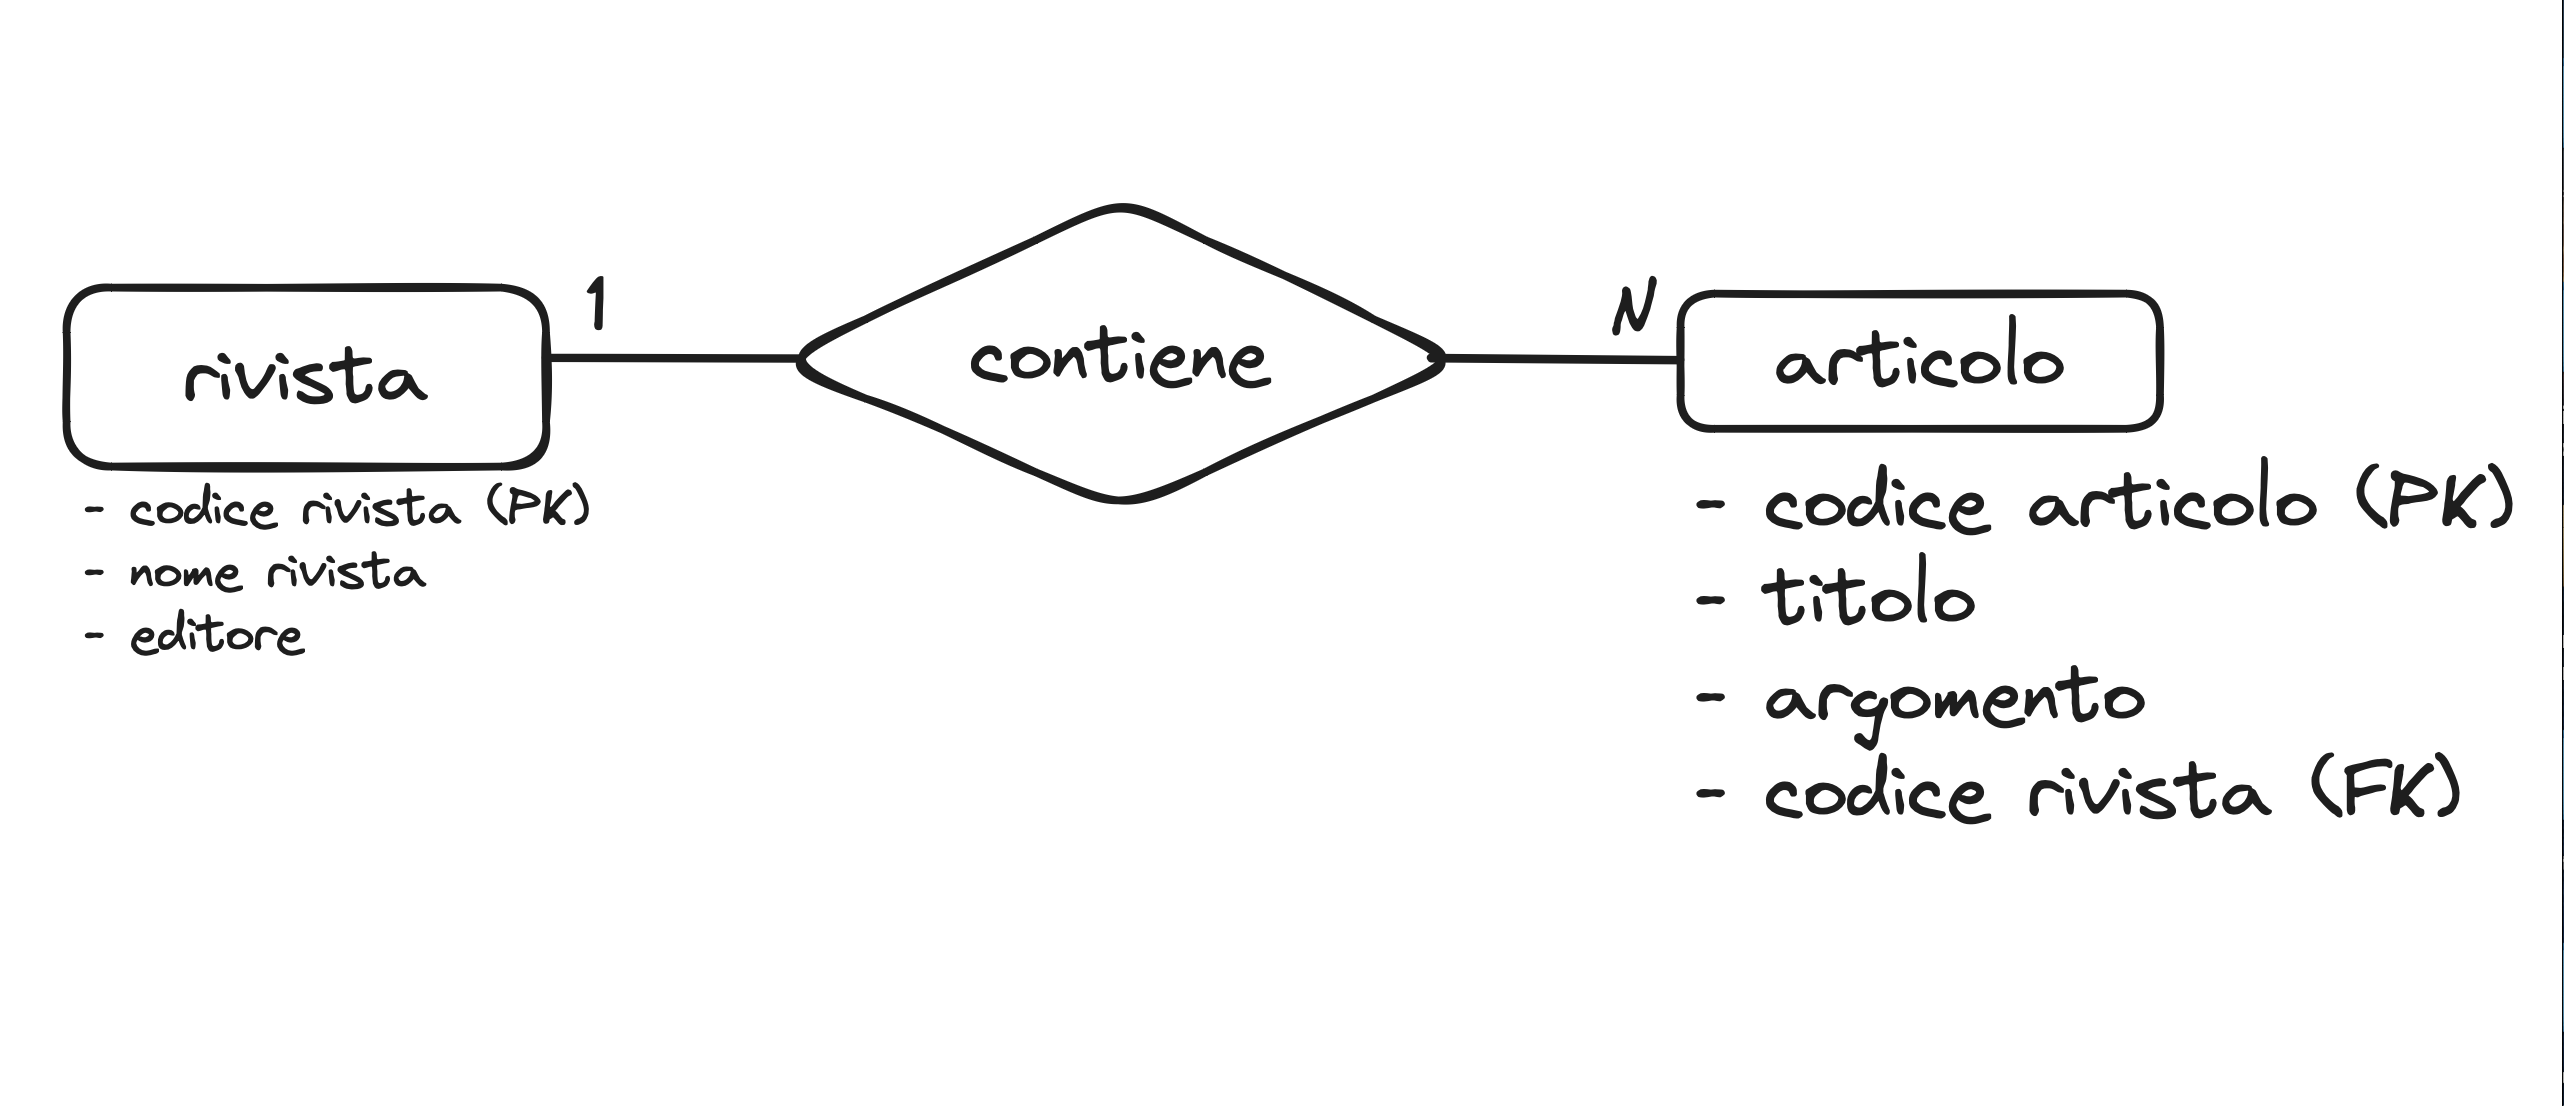 rivista
1
contiene
N
articolo
- codice rivista (PK)
- nome rivista
- editore
- codice articolo (PK)
- titolo
- argomento
- codice rivista (FK)